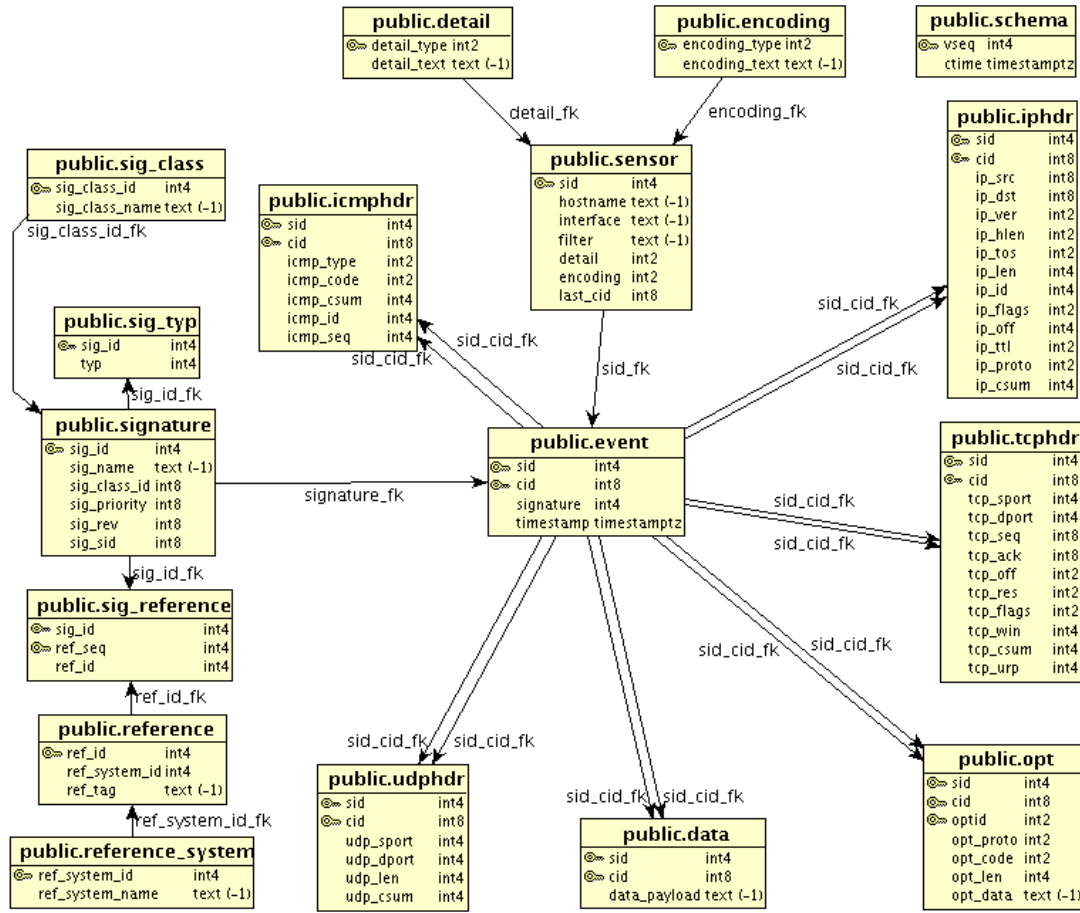 public.detail
detail_type int2
detail_text text (-1)
public.encoding
encoding_type int2
encoding_text text (-1)
public.schema
vseq int4
ctime timestamptz
detail_fk
encoding_fk
public.iphdr
sid int4
cid int8
ip_src int8
ip_dst int8
ip_ver int2
ip_hlen int2
ip_tos int2
ip_len int4
ip_id int4
ip_flags int2
ip_off int4
ip_ttl int2
ip_proto int2
ip_csum int4
public.sensor
sid int4
hostname text (-1)
interface text (-1)
filter text (-1)
detail int2
encoding int2
last_cid int8
public.sig_class
sig_class_id int4
sig_class_name text (-1)
sig_class_id_fk
public.icmphdr
sid int4
cid int8
icmp_type int2
icmp_code int2
icmp_csum int4
icmp_id int4
icmp_seq int4
sid_cid_fk
sid_cid_fk
sid_cid_fk
sid_cid_fk
sid_fk
public.sig_typ
sig_id int4
typ int4
sig_id_fk
public.signature
sig_id int4
sig_name text (-1)
sig_class_id int8
sig_priority int8
sig_rev int8
sig_sid int8
signature_fk
public.event
sid int4
cid int8
signature int4
timestamp timestamptz
public.tcphdr
sid int4
cid int8
tcp_sport int4
tcp_dport int4
tcp_seq int8
tcp_ack int8
tcp_off int2
tcp_res int2
tcp_flags int2
tcp_win int4
tcp_csum int4
tcp_urp int4
sid_cid_fk
sid_cid_fk
sig_id_fk
public.sig_reference
sig_id int4
ref_seq int4
ref_id int4
ref_id_fk
sid_cid_fk
sid_cid_fk
public.reference
ref_id int4
ref_system_id int4
ref_tag text (-1)
ref_system_id_fk
public.reference_system
ref_system_id int4
ref_system_name text (-1)
sid_cid_fk
sid_cid_fk
public.udphdr
sid int4
cid int8
udp_sport int4
udp_dport int4
udp_len int4
udp_csum int4
sid_cid_fk
sid_cid_fk
public.data
sid int4
cid int8
data_payload text (-1)
public.opt
sid int4
cid int8
optid int2
opt_proto int2
opt_code int2
opt_len int4
opt_data text (-1)